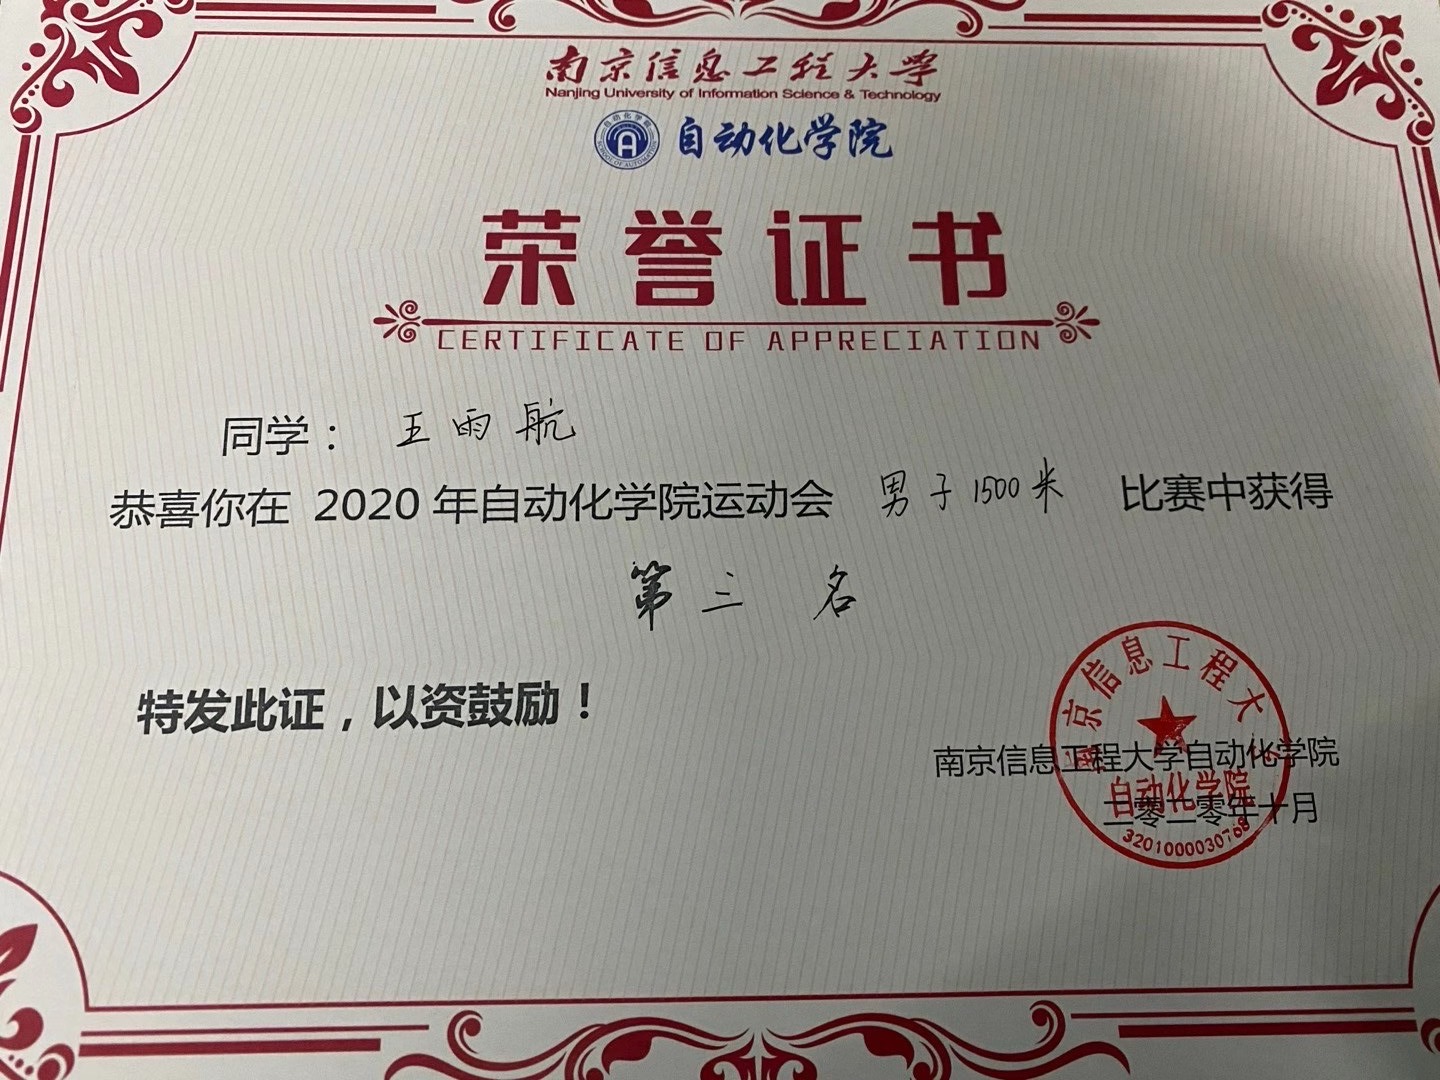 南京信息工程大学
Nanjing University of Information Science & Technology
自动化学院
荣誉证书
CERTIFICATE OF APPRECIATION
同学： 王雨航
恭喜你在 2020 年自动化学院运动会 男子1500米 比赛中获得
第三名
特发此证，以资鼓励！
南京信息工程大学自动化学院
二零二零年十月
南京信息工程大学
自动化学院
3201000030768